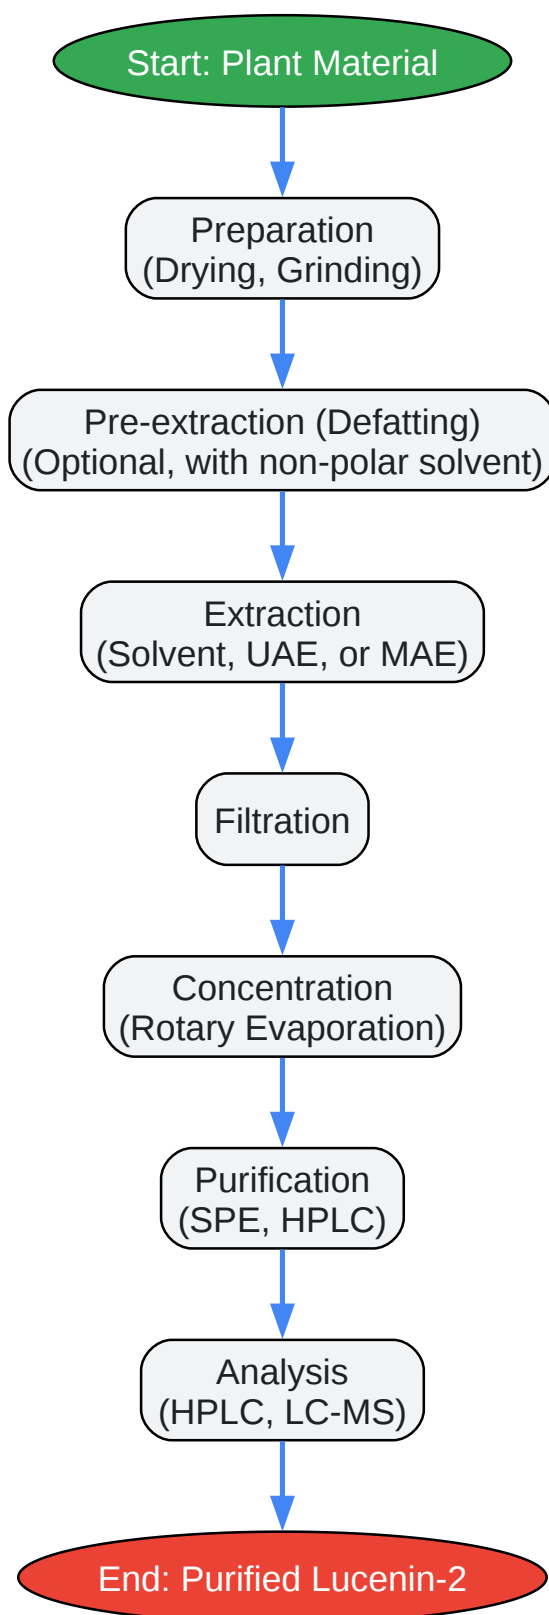 Start: Plant Material
Preparation
(Drying, Grinding)
Pre-extraction (Defatting)
(Optional, with non-polar solvent)
Extraction
(Solvent, UAE, or MAE)
Filtration
Concentration
(Rotary Evaporation)
Purification
(SPE, HPLC)
Analysis
(HPLC, LC-MS)
End: Purified Lucenin-2